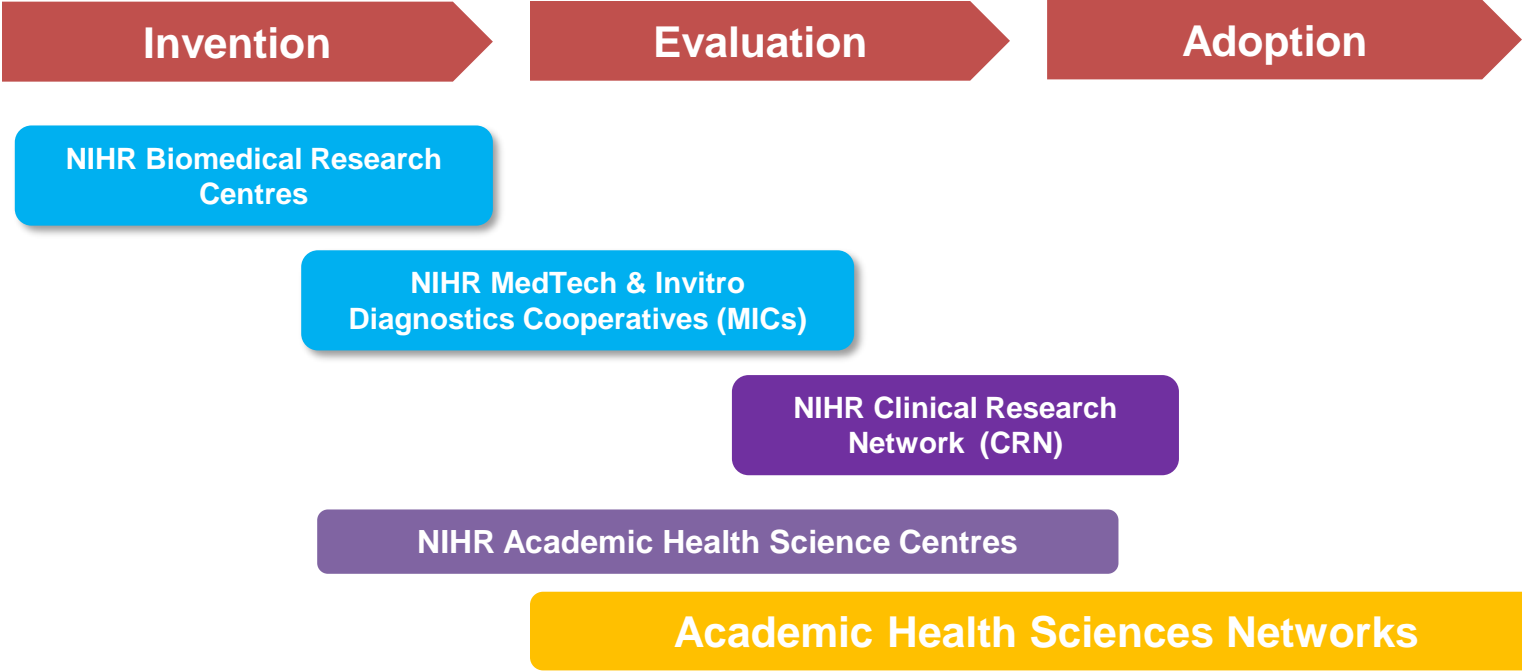 Invention
Evaluation
Adoption
NIHR Biomedical Research
Centres
NIHR MedTech & Invitro
Diagnostics Cooperatives (MICs)
NIHR Clinical Research
Network (CRN)
NIHR Academic Health Science Centres
Academic Health Sciences Networks